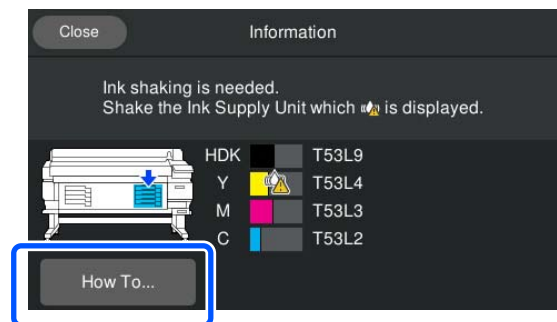 Close
Information
Ink shaking is needed.
Shake the Ink Supply Unit which is displayed.
HDK T53L9
Y T53L4
M T53L3
C T53L2
How To...